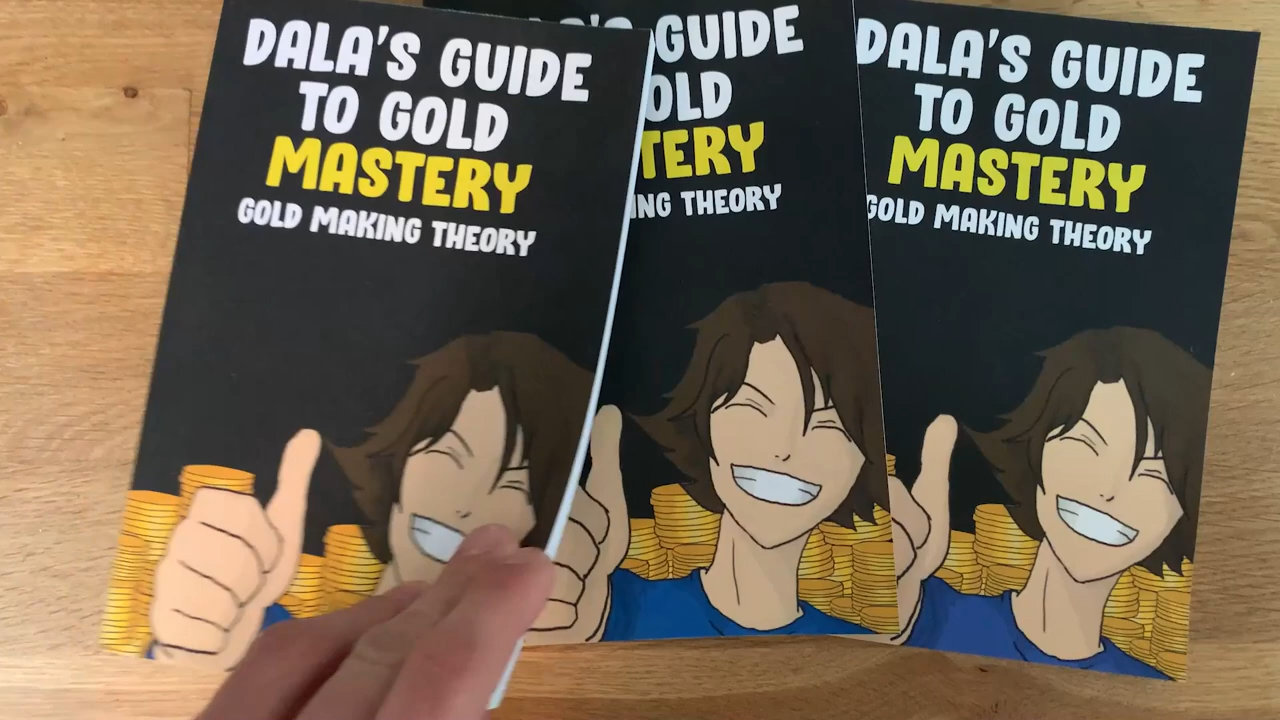 DALA'S GUIDE
TO GOLD
MASTERY
GOLD MAKING THEORY
GUIDE
OLD
TERY
ING THEORY
DALA'S GUIDE
TO GOLD
MASTERY
GOLD MAKING THEORY